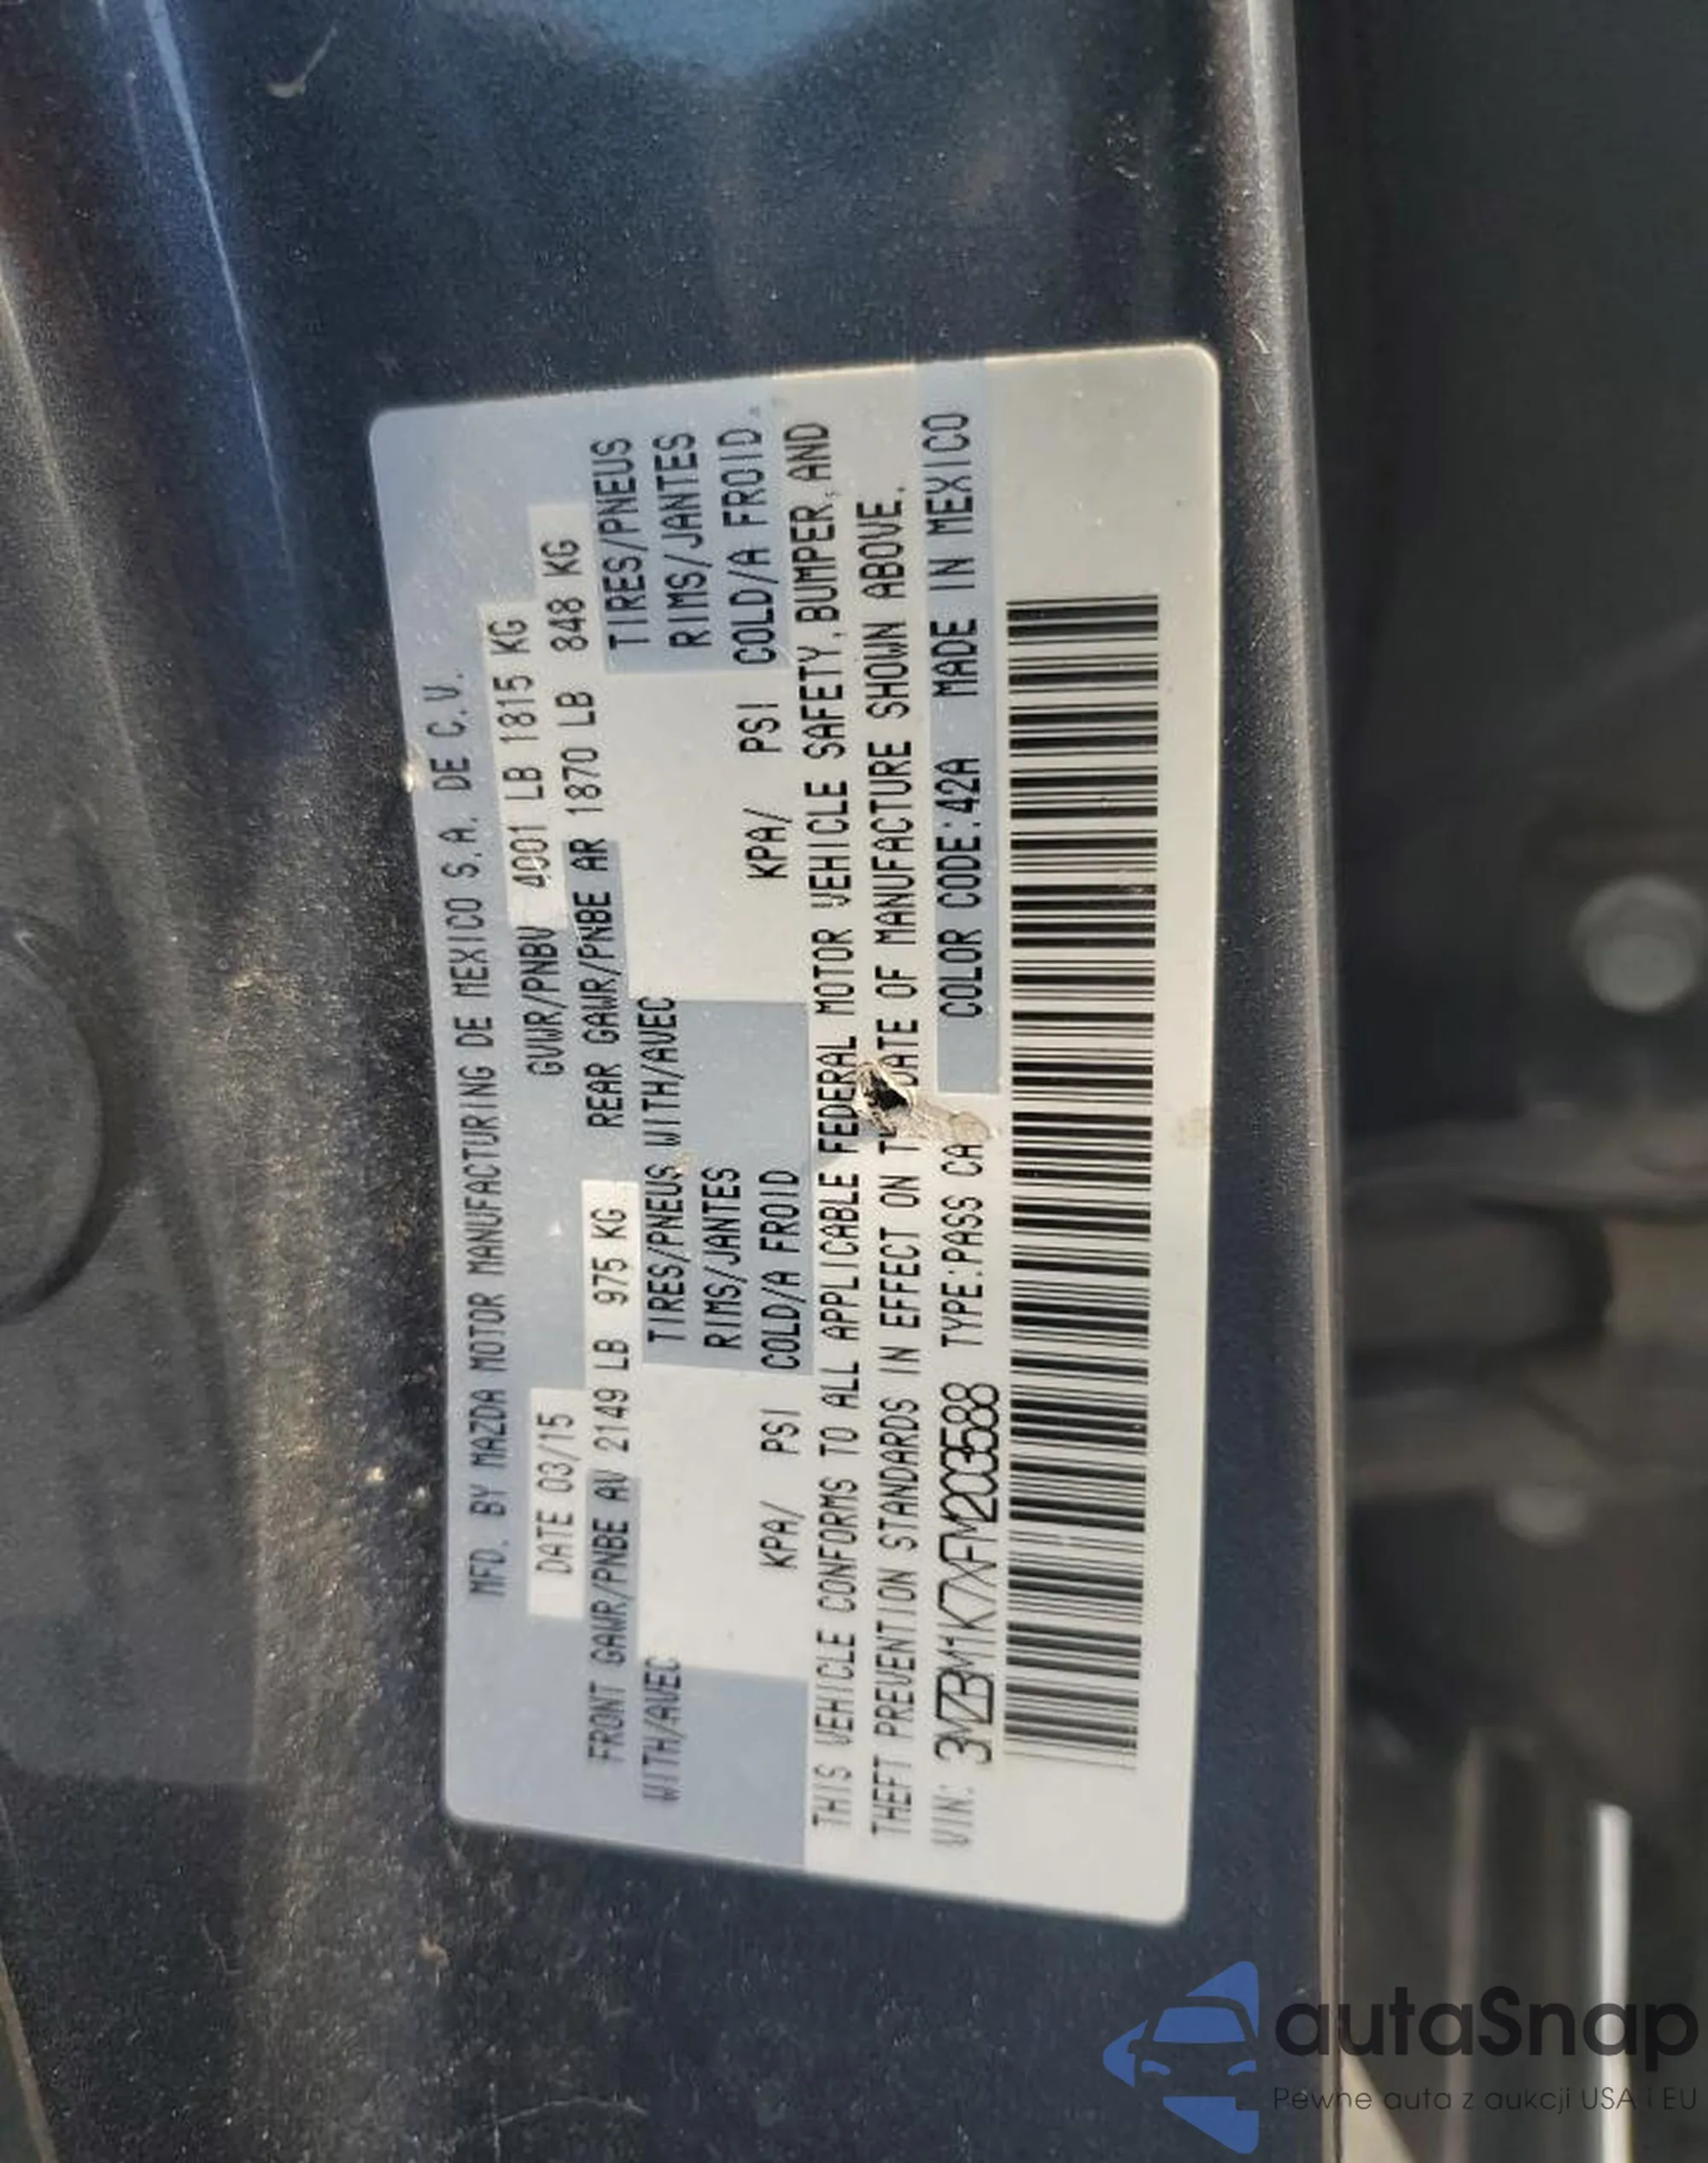 MFD. BY MAZDA MOTOR MANUFACTURING DE MEXICO S.A. DE C.V.
DATE 03/15 GVWR/PNBV 4001 LB 1815 KG
FRONT GAWR/PNBE AV 2149 LB 975 KG REAR GAWR/PNBE AR 1870 LB 848 KG
WITH/AVEC TIRES/PNEUS WITH/AVEC TIRES/PNEUS
RIMS/JANTES RIMS/JANTES
KPA/ PSI COLD/A FROID KPA/ PSI COLD/A FROID.
THIS VEHICLE CONFORMS TO ALL APPLICABLE FEDERAL MOTOR VEHICLE SAFETY, BUMPER, AND
THEFT PREVENTION STANDARDS IN EFFECT ON DATE OF MANUFACTURE SHOWN ABOVE.
VIN: 3MZBM1K7XFM203588 TYPE:PASS CA COLOR CODE:42A MADE IN MEXICO
autaSnap
Pewne auta z aukcji USA i EU